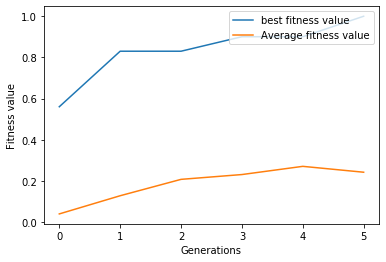 best fitness value
Average fitness value
1.0
0.8
0.6
0.4
0.2
0.0
Fitness value
0 1 2 3 4 5
Generations